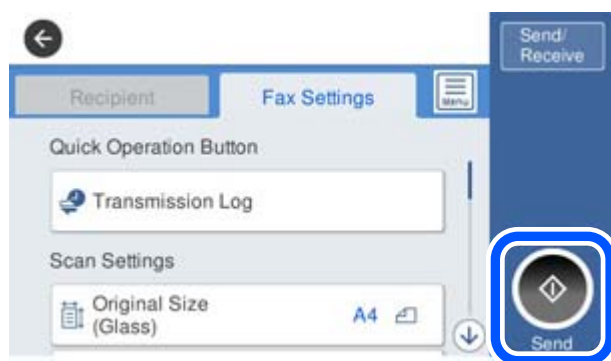 Send/
Receive
Recipient
Fax Settings
Menu
Quick Operation Button
Transmission Log
Scan Settings
Original Size
(Glass)
A4
Send